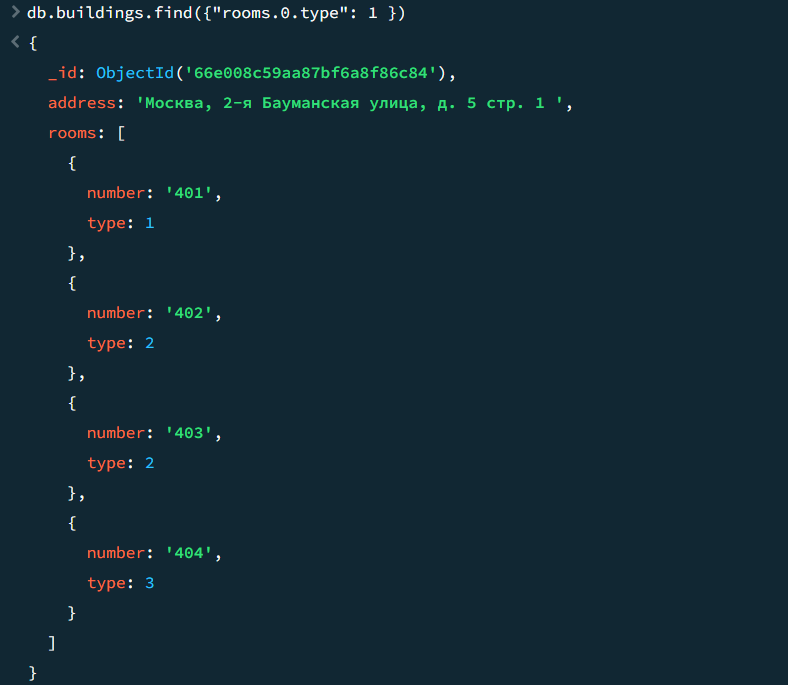 > db.buildings.find({"rooms.0.type": 1 })
< {
_id: ObjectId('66e008c59aa87bf6a8f86c84'),
address: 'Москва, 2-я Бауманская улица, д. 5 стр. 1 ',
rooms: [
{
number: '401',
type: 1
},
{
number: '402',
type: 2
},
{
number: '403',
type: 2
},
{
number: '404',
type: 3
}
]
}